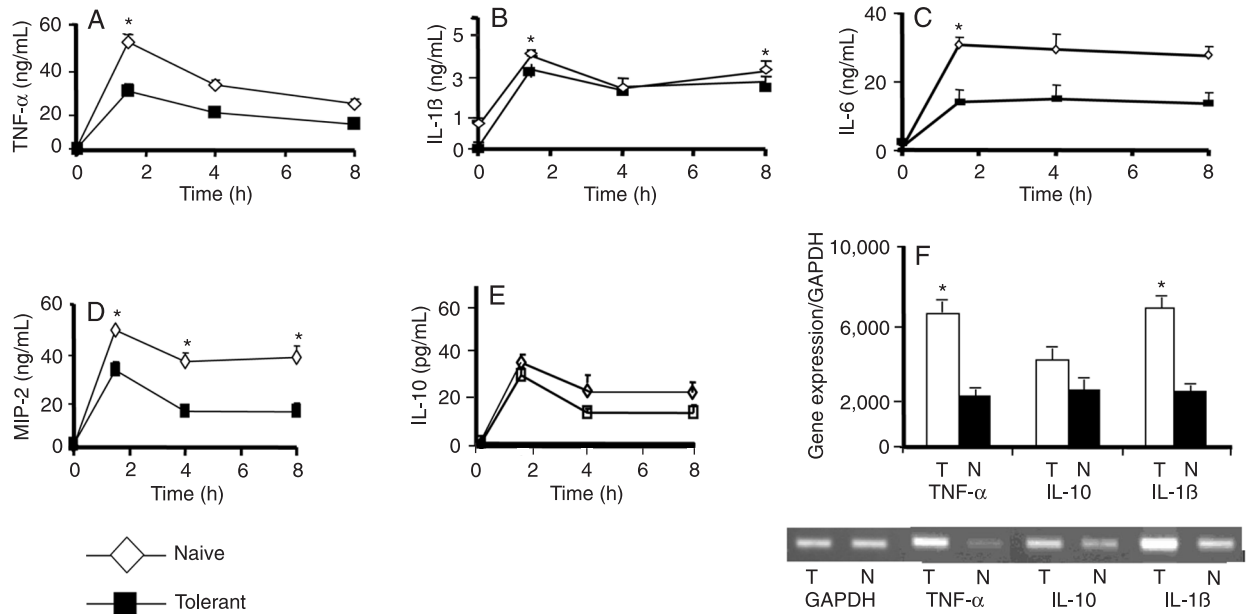 A
TNF-α (ng/mL)
60
*
40
20
0
0 2 4 6 8
Time (h)
B
IL-1ß (ng/mL)
5
*
*
3
1
0
0 2 4 6 8
Time (h)
C
IL-6 (ng/mL)
40
*
20
0
0 2 4 6 8
Time (h)
D
MIP-2 (ng/mL)
60
*
*
*
40
20
0
0 2 4 6 8
Time (h)
E
IL-10 (pg/mL)
60
40
20
0
0 2 4 6 8
Time (h)
F
Gene expression/GAPDH
10,000
*
*
6,000
2,000
0
T N T N T N
TNF-α IL-10 IL-1ß
Naive
Tolerant
T N T N T N T N
GAPDH TNF-α IL-10 IL-1ß